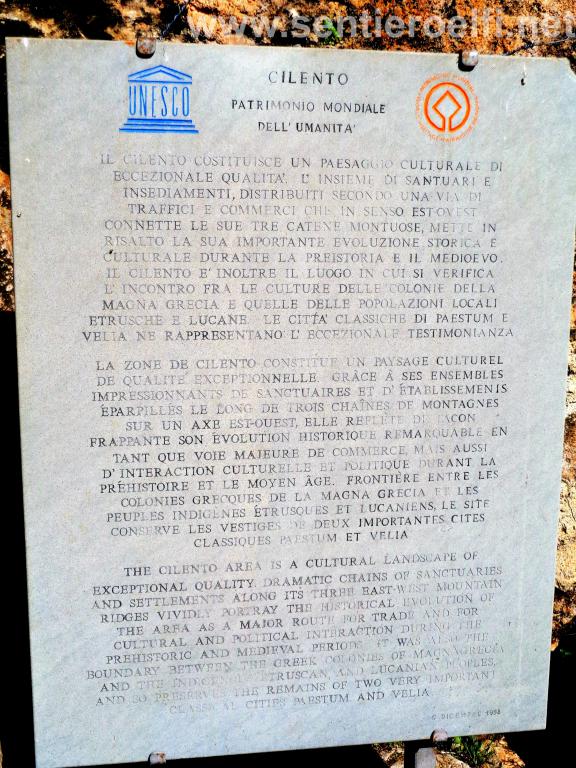 www.sentieroelft.net
UNESCO
CILENTO
PATRIMONIO MONDIALE
DELL'UMANITA'
IL CILENTO COSTITUISCE UN PAESAGGIO CULTURALE DI
ECCEZIONALE QUALITA'. L'INSIEME DI SANTUARI E
INSEDIAMENTI, DISTRIBUITI SECONDO UNA VIA DI
TRAFFICI E COMMERCI CHE IN SENSO EST-OVEST
CONNETTE LE SUE TRE CATENE MONTUOSE, METTE IN
RISALTO LA SUA IMPORTANTE EVOLUZIONE STORICA E
CULTURALE DURANTE LA PREISTORIA E IL MEDIOEVO.
IL CILENTO E' INOLTRE IL LUOGO IN CUI SI VERIFICA
L'INCONTRO FRA LE CULTURE DELLE COLONIE DELLA
MAGNA GRECIA E QUELLE DELLE POPOLAZIONI LOCALI
ETRUSCHE E LUCANE. LE CITTA' CLASSICHE DI PAESTUM E
VELIA NE RAPPRESENTANO L'ECCEZIONALE TESTIMONIANZA
LA ZONE DE CILENTO CONSTITUE UN PAYSAGE CULTUREL
DE QUALITÉ EXCEPTIONNELLE. GRÂCE À SES ENSEMBLES
IMPRESSIONNANTS DE SANCTUAIRES ET D'ÉTABLISSEMENTS
ÉPARPILLÉS LE LONG DE TROIS CHAÎNES DE MONTAGNES
SUR UN AXE EST-OUEST, ELLE REFLÈTE DE FAÇON
FRAPPANTE SON ÉVOLUTION HISTORIQUE REMARQUABLE EN
TANT QUE VOIE MAJEURE DE COMMERCE, MAIS AUSSI
D'INTERACTION CULTURELLE ET POLITIQUE DURANT LA
PRÉHISTOIRE ET LE MOYEN ÂGE. FRONTIÈRE ENTRE LES
COLONIES GRECQUES DE LA MAGNA GRECIA ET LES
PEUPLES INDIGÈNES ÉTRUSQUES ET LUCANIENS, LE SITE
CONSERVE LES VESTIGES DE DEUX IMPORTANTES CITES
CLASSIQUES PAESTUM ET VELIA
THE CILENTO AREA IS A CULTURAL LANDSCAPE OF
EXCEPTIONAL QUALITY. DRAMATIC CHAINS OF SANCTUARIES
AND SETTLEMENTS ALONG ITS THREE EAST-WEST MOUNTAIN
RIDGES VIVIDLY PORTRAY THE HISTORICAL EVOLUTION OF
THE AREA AS A MAJOR ROUTE FOR TRADE AND FOR
CULTURAL AND POLITICAL INTERACTION DURING THE
PREHISTORIC AND MEDIEVAL PERIODS. IT WAS ALSO THE
BOUNDARY BETWEEN THE GREEK COLONIES OF MAGNA GRECIA
AND THE INDIGENOUS ETRUSCAN, AND LUCANIAN PEOPLES,
AND SO PRESERVES THE REMAINS OF TWO VERY IMPORTANT
CLASSICAL CITIES PAESTUM AND VELIA
DICEMBRE 1998